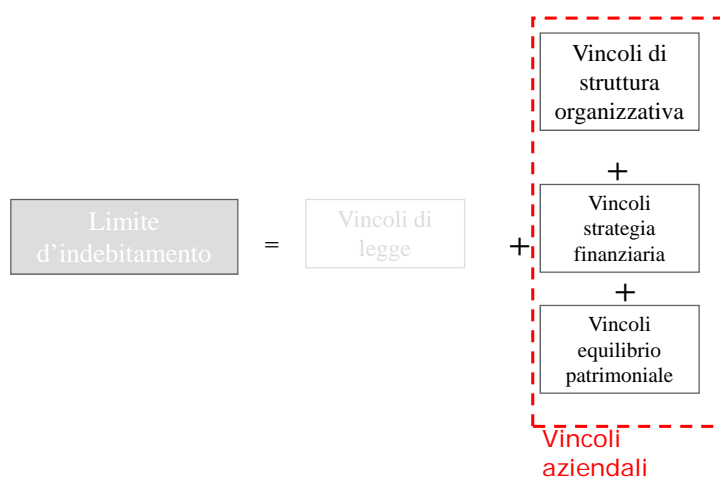 Limite
d'indebitamento
=
Vincoli di
legge
+
Vincoli di
struttura
organizzativa
+
Vincoli
strategia
finanziaria
+
Vincoli
equilibrio
patrimoniale
Vincoli
aziendali